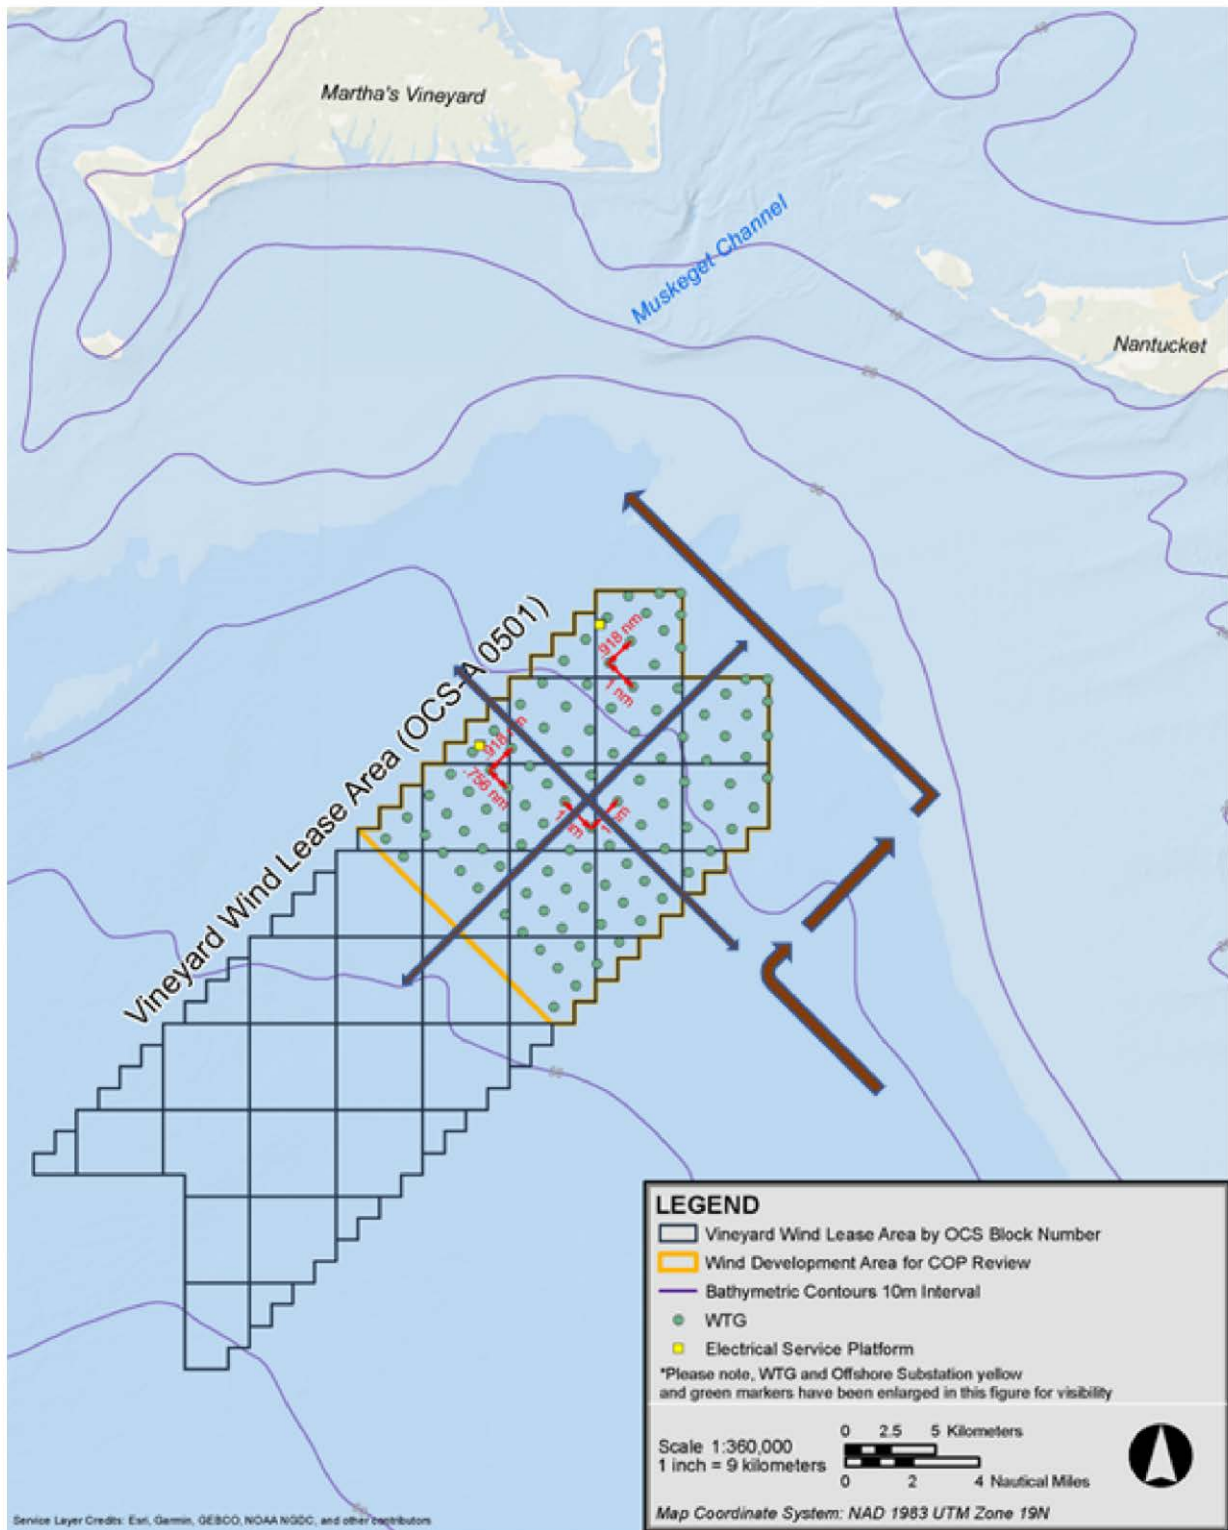 Martha's Vineyard
Muskeget Channel
Nantucket
Vineyard Wind Lease Area (OCS-A 0501)
.918 nm
1 nm
.756 nm
LEGEND
Vineyard Wind Lease Area by OCS Block Number
Wind Development Area for COP Review
Bathymetric Contours 10m Interval
WTG
Electrical Service Platform
*Please note, WTG and Offshore Substation yellow
and green markers have been enlarged in this figure for visibility
Scale 1:360,000
1 inch = 9 kilometers
0 2.5 5 Kilometers
0 2 4 Nautical Miles
Map Coordinate System: NAD 1983 UTM Zone 19N
Service Layer Credits: Esri, Garmin, GEBCO, NOAA NGDC, and other contributors